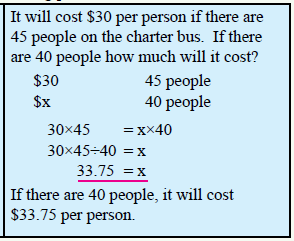 It will cost $30 per person if there are
45 people on the charter bus. If there
are 40 people how much will it cost?
$30 45 people
$x 40 people
30×45 = x×40
30×45÷40 = x
33.75 = x
If there are 40 people, it will cost
$33.75 per person.